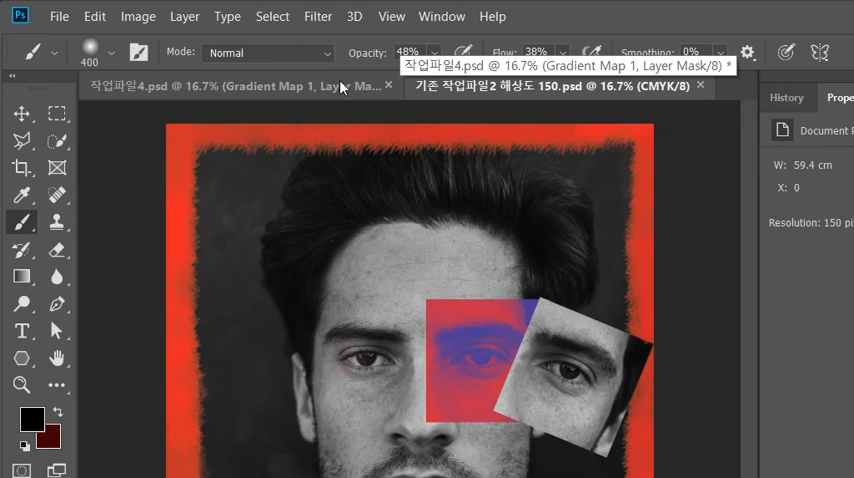 Ps File Edit Image Layer Type Select Filter 3D View Window Help
400 Mode: Normal Opacity: 48% Flow: 38% Smoothing: 0%
작업파일4.psd @ 16.7% (Gradient Map 1, Layer Mask/8) *
작업파일4.psd @ 16.7% (Gradient Map 1, Layer Ma... × 기존 작업파일2 해상도 150.psd @ 16.7% (CMYK/8) ×
History Prope
Document P
W: 59.4 cm
X: 0
Resolution: 150 pi